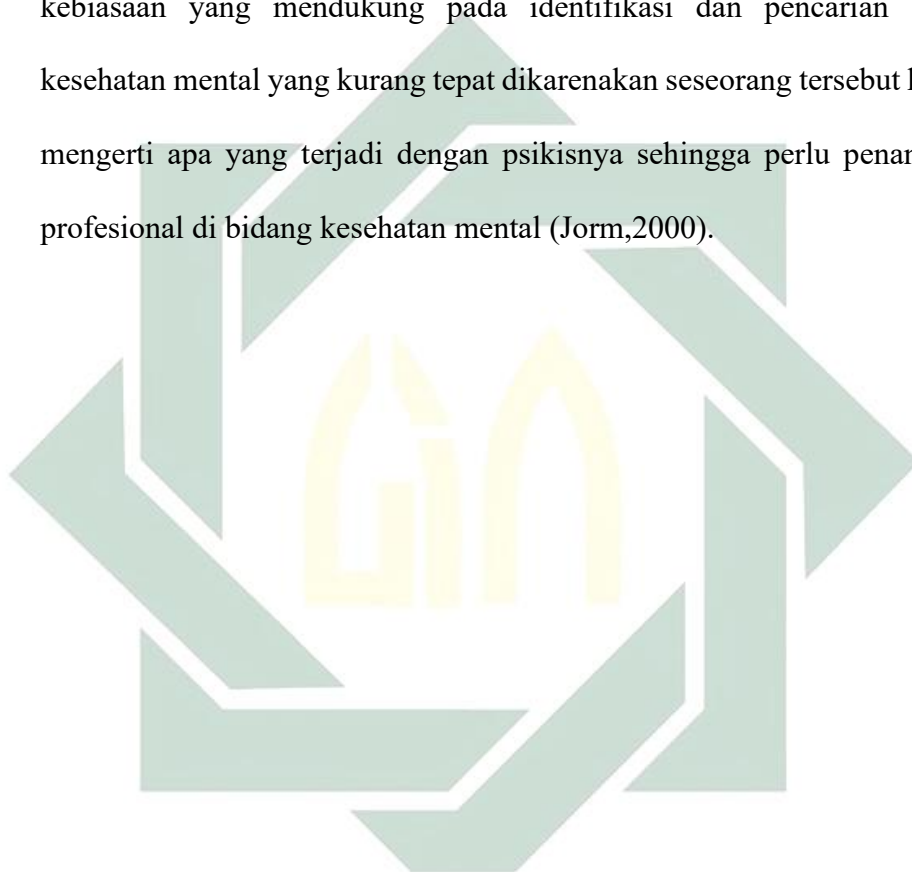 kebiasaan yang mendukung pada identifikasi dan pencarian
kesehatan mental yang kurang tepat dikarenakan seseorang tersebut
mengerti apa yang terjadi dengan psikisnya sehingga perlu
profesional di bidang kesehatan mental (Jorm,2000).